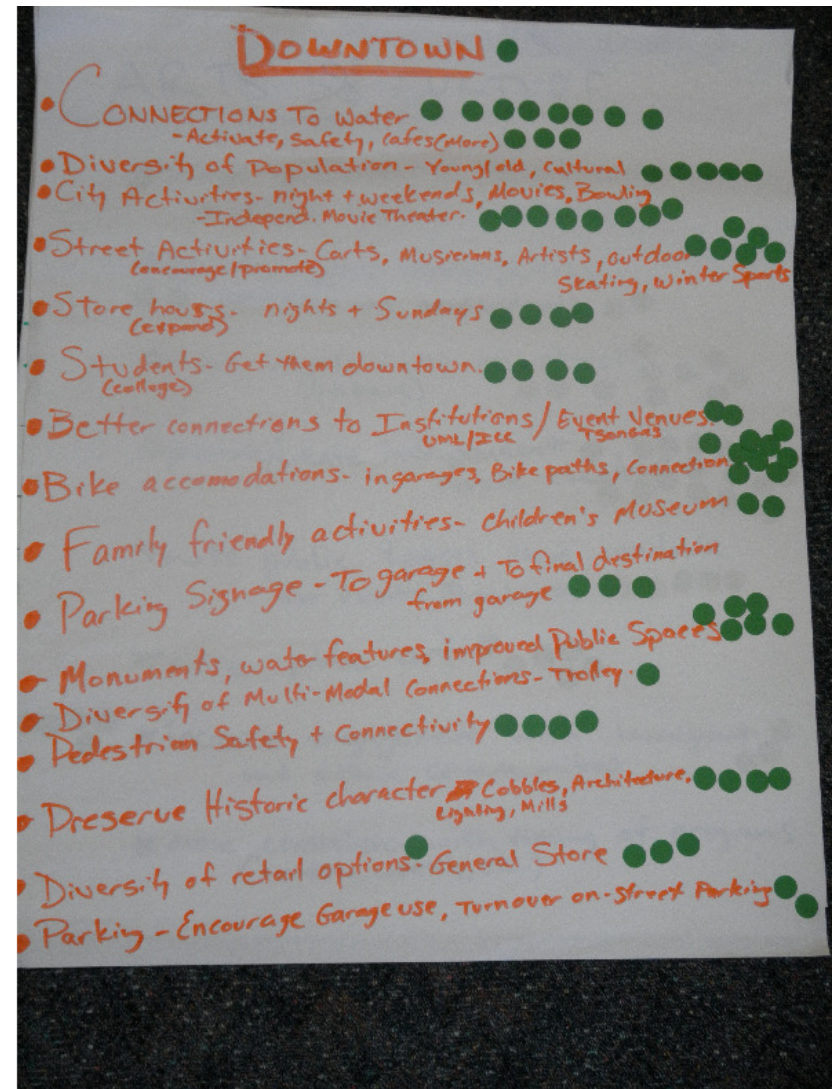 DOWNTOWN
• CONNECTIONS To Water
- Activate, Safety, Cafes (More)
• Diversity of Population - Young/old, Cultural
• City Activities - night + weekends, Movies, Bowling
- Independ. Movie Theater.
• Street Activities - Carts, Musicians, Artists, outdoor
(encourage/promote) Skating, Winter Sports
• Store hours - nights + Sundays
(expand)
• Students - Get them downtown.
(college)
• Better connections to Institutions / Event Venues.
UML/ICC Tsongas
• Bike accomodations - in garages, Bike paths, Connection
• Family friendly activities - Children's Museum
• Parking Signage - To garage + To final destination
from garage
• Monuments, water features, improved Public Spaces
• Diversity of Multi-Modal Connections - Trolley.
• Pedestrian Safety + Connectivity
• Preserve Historic character Cobbles, Architecture,
Lighting, Mills
• Diversity of retail options - General Store
• Parking - Encourage Garage use, Turnover on-Street Parking